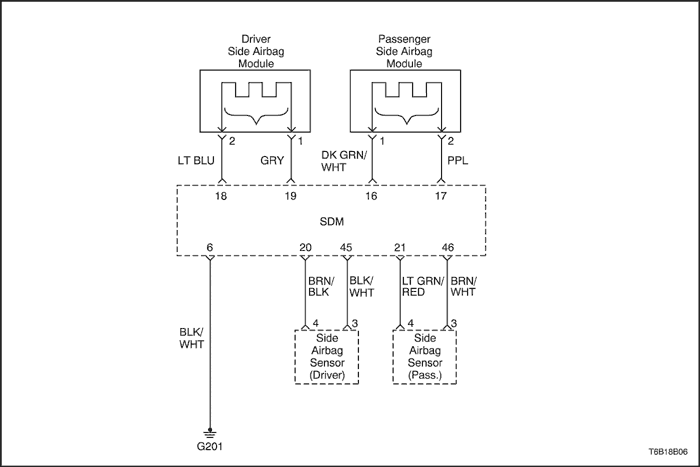 Driver
Side Airbag
Module
Passenger
Side Airbag
Module
2 1 1 2
LT BLU GRY DK GRN/
WHT PPL
18 19 16 17
SDM
6 20 45 21 46
BRN/
BLK
BLK/
WHT
LT GRN/
RED
BRN/
WHT
BLK/
WHT
4 3 4 3
Side
Airbag
Sensor
(Driver)
Side
Airbag
Sensor
(Pass.)
G201
T6B18B06